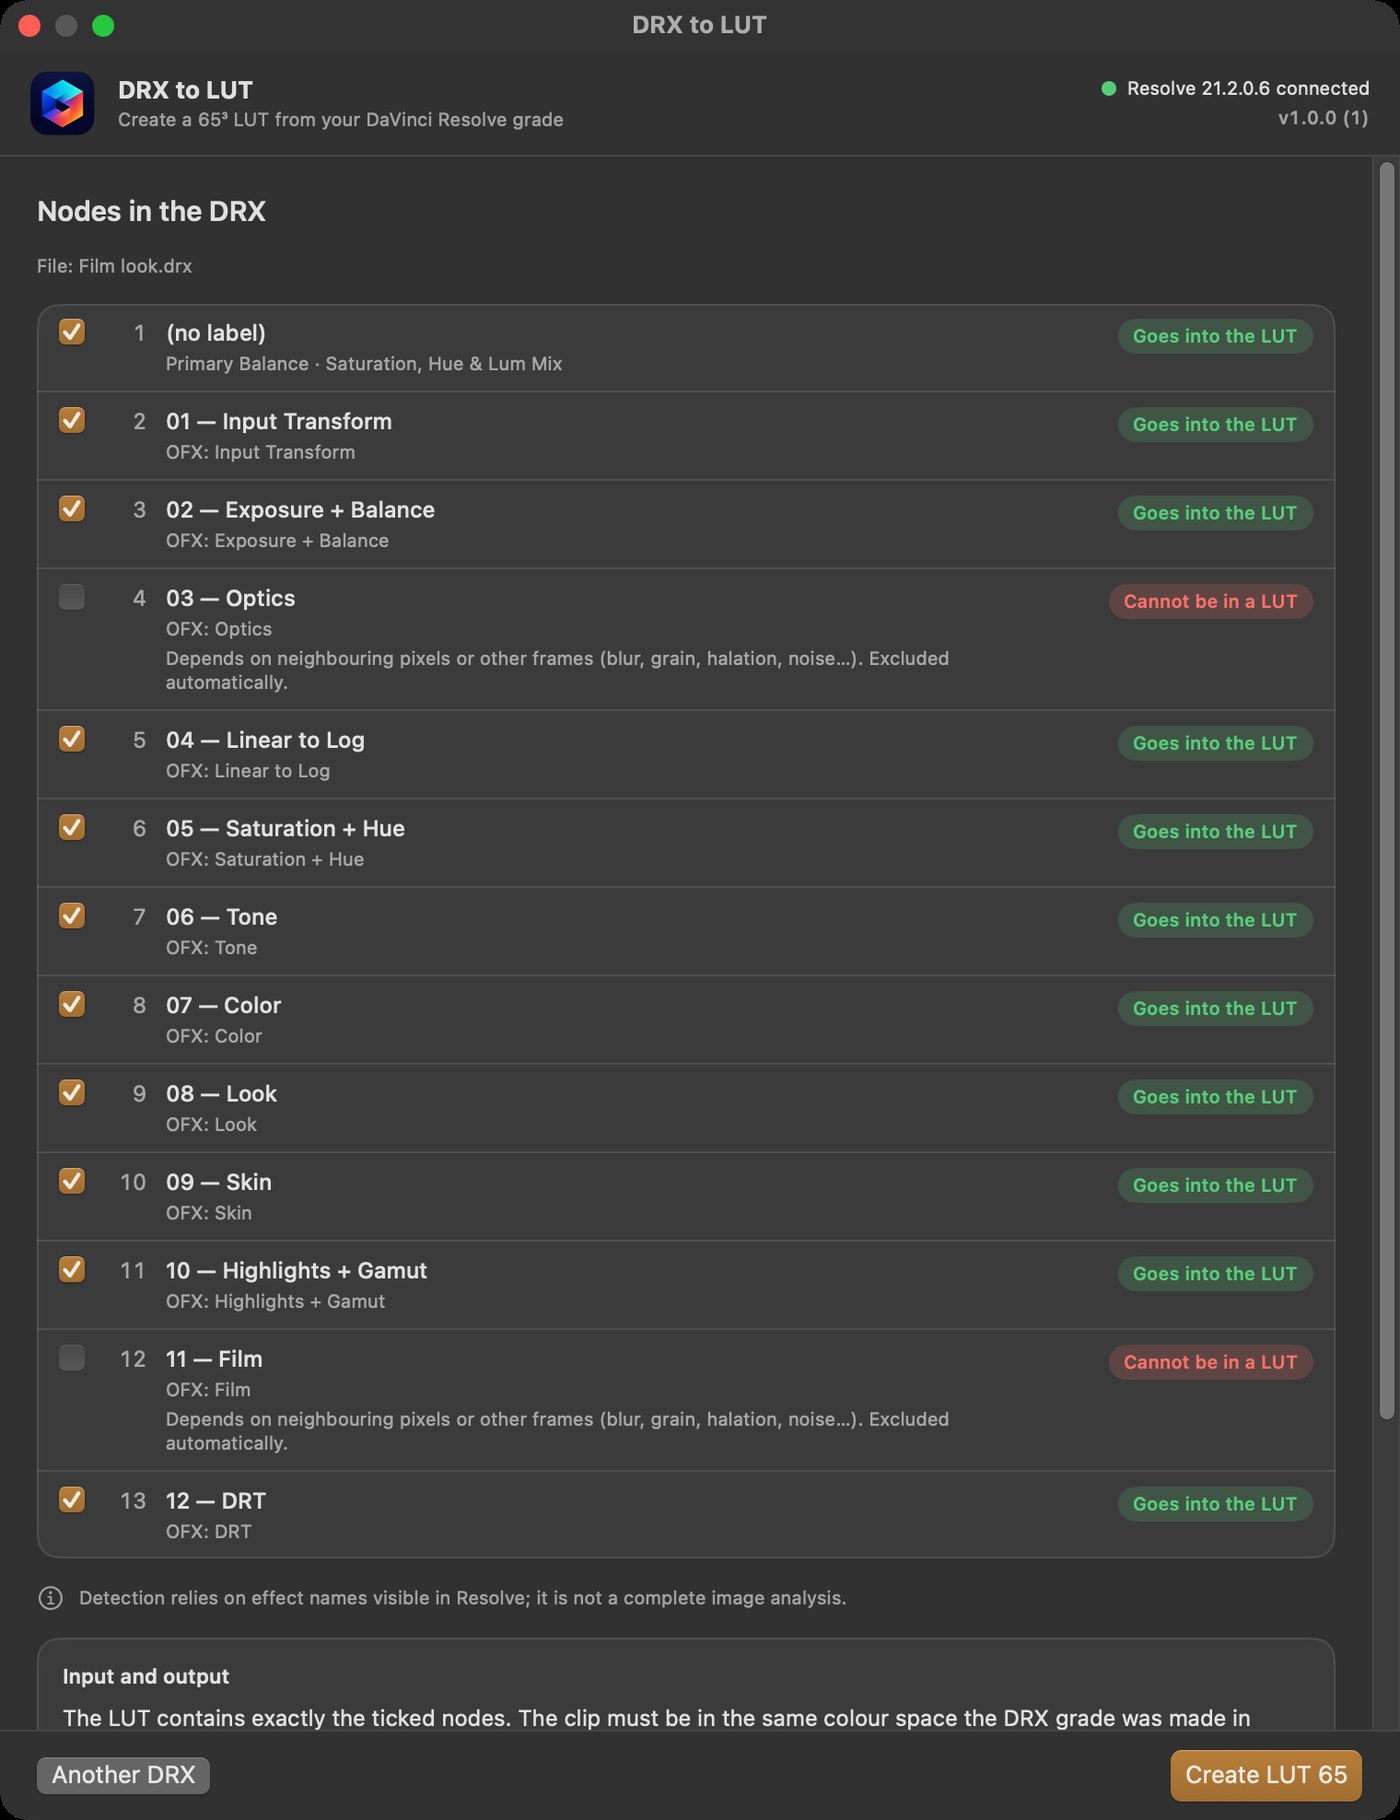 DRX to LUT
DRX to LUT
Create a 65³ LUT from your DaVinci Resolve grade
Resolve 21.2.0.6 connected
v1.0.0 (1)
Nodes in the DRX
File: Film look.drx
1 (no label)
Primary Balance · Saturation, Hue & Lum Mix
Goes into the LUT
2 01 — Input Transform
OFX: Input Transform
Goes into the LUT
3 02 — Exposure + Balance
OFX: Exposure + Balance
Goes into the LUT
4 03 — Optics
OFX: Optics
Depends on neighbouring pixels or other frames (blur, grain, halation, noise...). Excluded
automatically.
Cannot be in a LUT
5 04 — Linear to Log
OFX: Linear to Log
Goes into the LUT
6 05 — Saturation + Hue
OFX: Saturation + Hue
Goes into the LUT
7 06 — Tone
OFX: Tone
Goes into the LUT
8 07 — Color
OFX: Color
Goes into the LUT
9 08 — Look
OFX: Look
Goes into the LUT
10 09 — Skin
OFX: Skin
Goes into the LUT
11 10 — Highlights + Gamut
OFX: Highlights + Gamut
Goes into the LUT
12 11 — Film
OFX: Film
Depends on neighbouring pixels or other frames (blur, grain, halation, noise...). Excluded
automatically.
Cannot be in a LUT
13 12 — DRT
OFX: DRT
Goes into the LUT
Detection relies on effect names visible in Resolve; it is not a complete image analysis.
Input and output
The LUT contains exactly the ticked nodes. The clip must be in the same colour space the DRX grade was made in
Another DRX
Create LUT 65